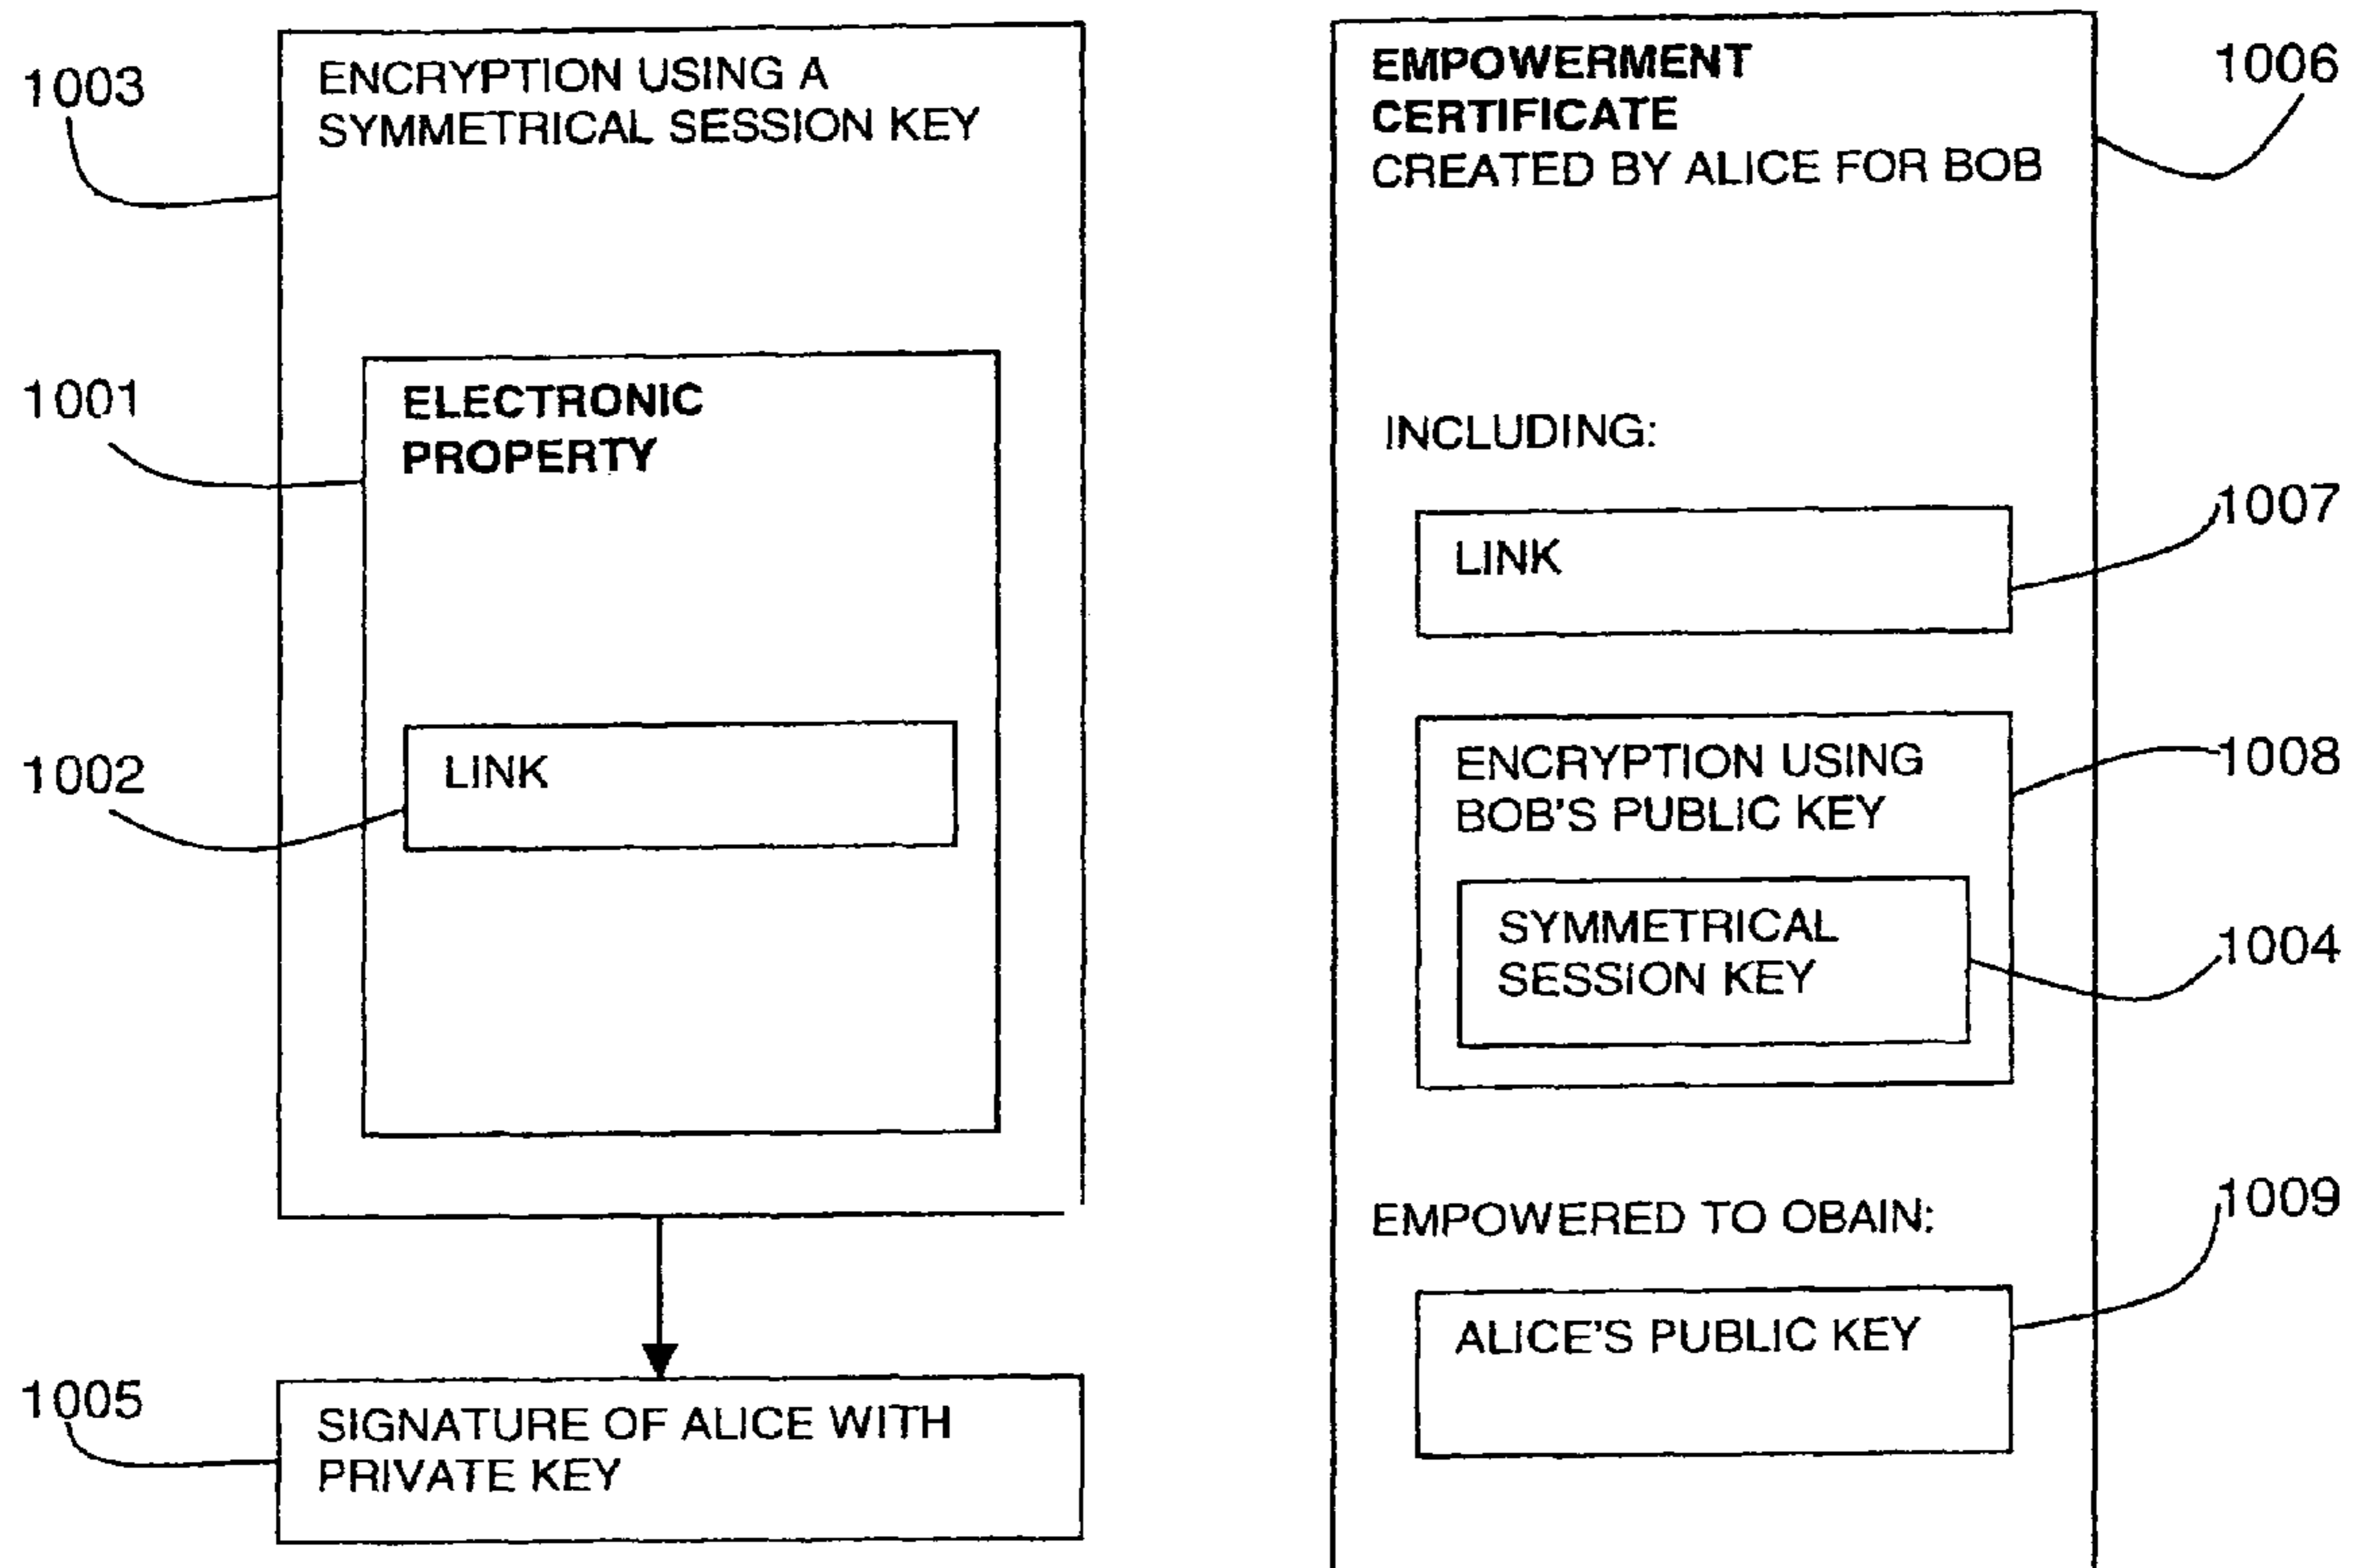 1003
ENCRYPTION USING A
SYMMETRICAL SESSION KEY
1001
ELECTRONIC
PROPERTY
1002
LINK
1005
SIGNATURE OF ALICE WITH
PRIVATE KEY
EMPOWERMENT
CERTIFICATE
CREATED BY ALICE FOR BOB
1006
INCLUDING:
LINK
1007
ENCRYPTION USING
BOB'S PUBLIC KEY
1008
SYMMETRICAL
SESSION KEY
1004
EMPOWERED TO OBAIN:
1009
ALICE'S PUBLIC KEY